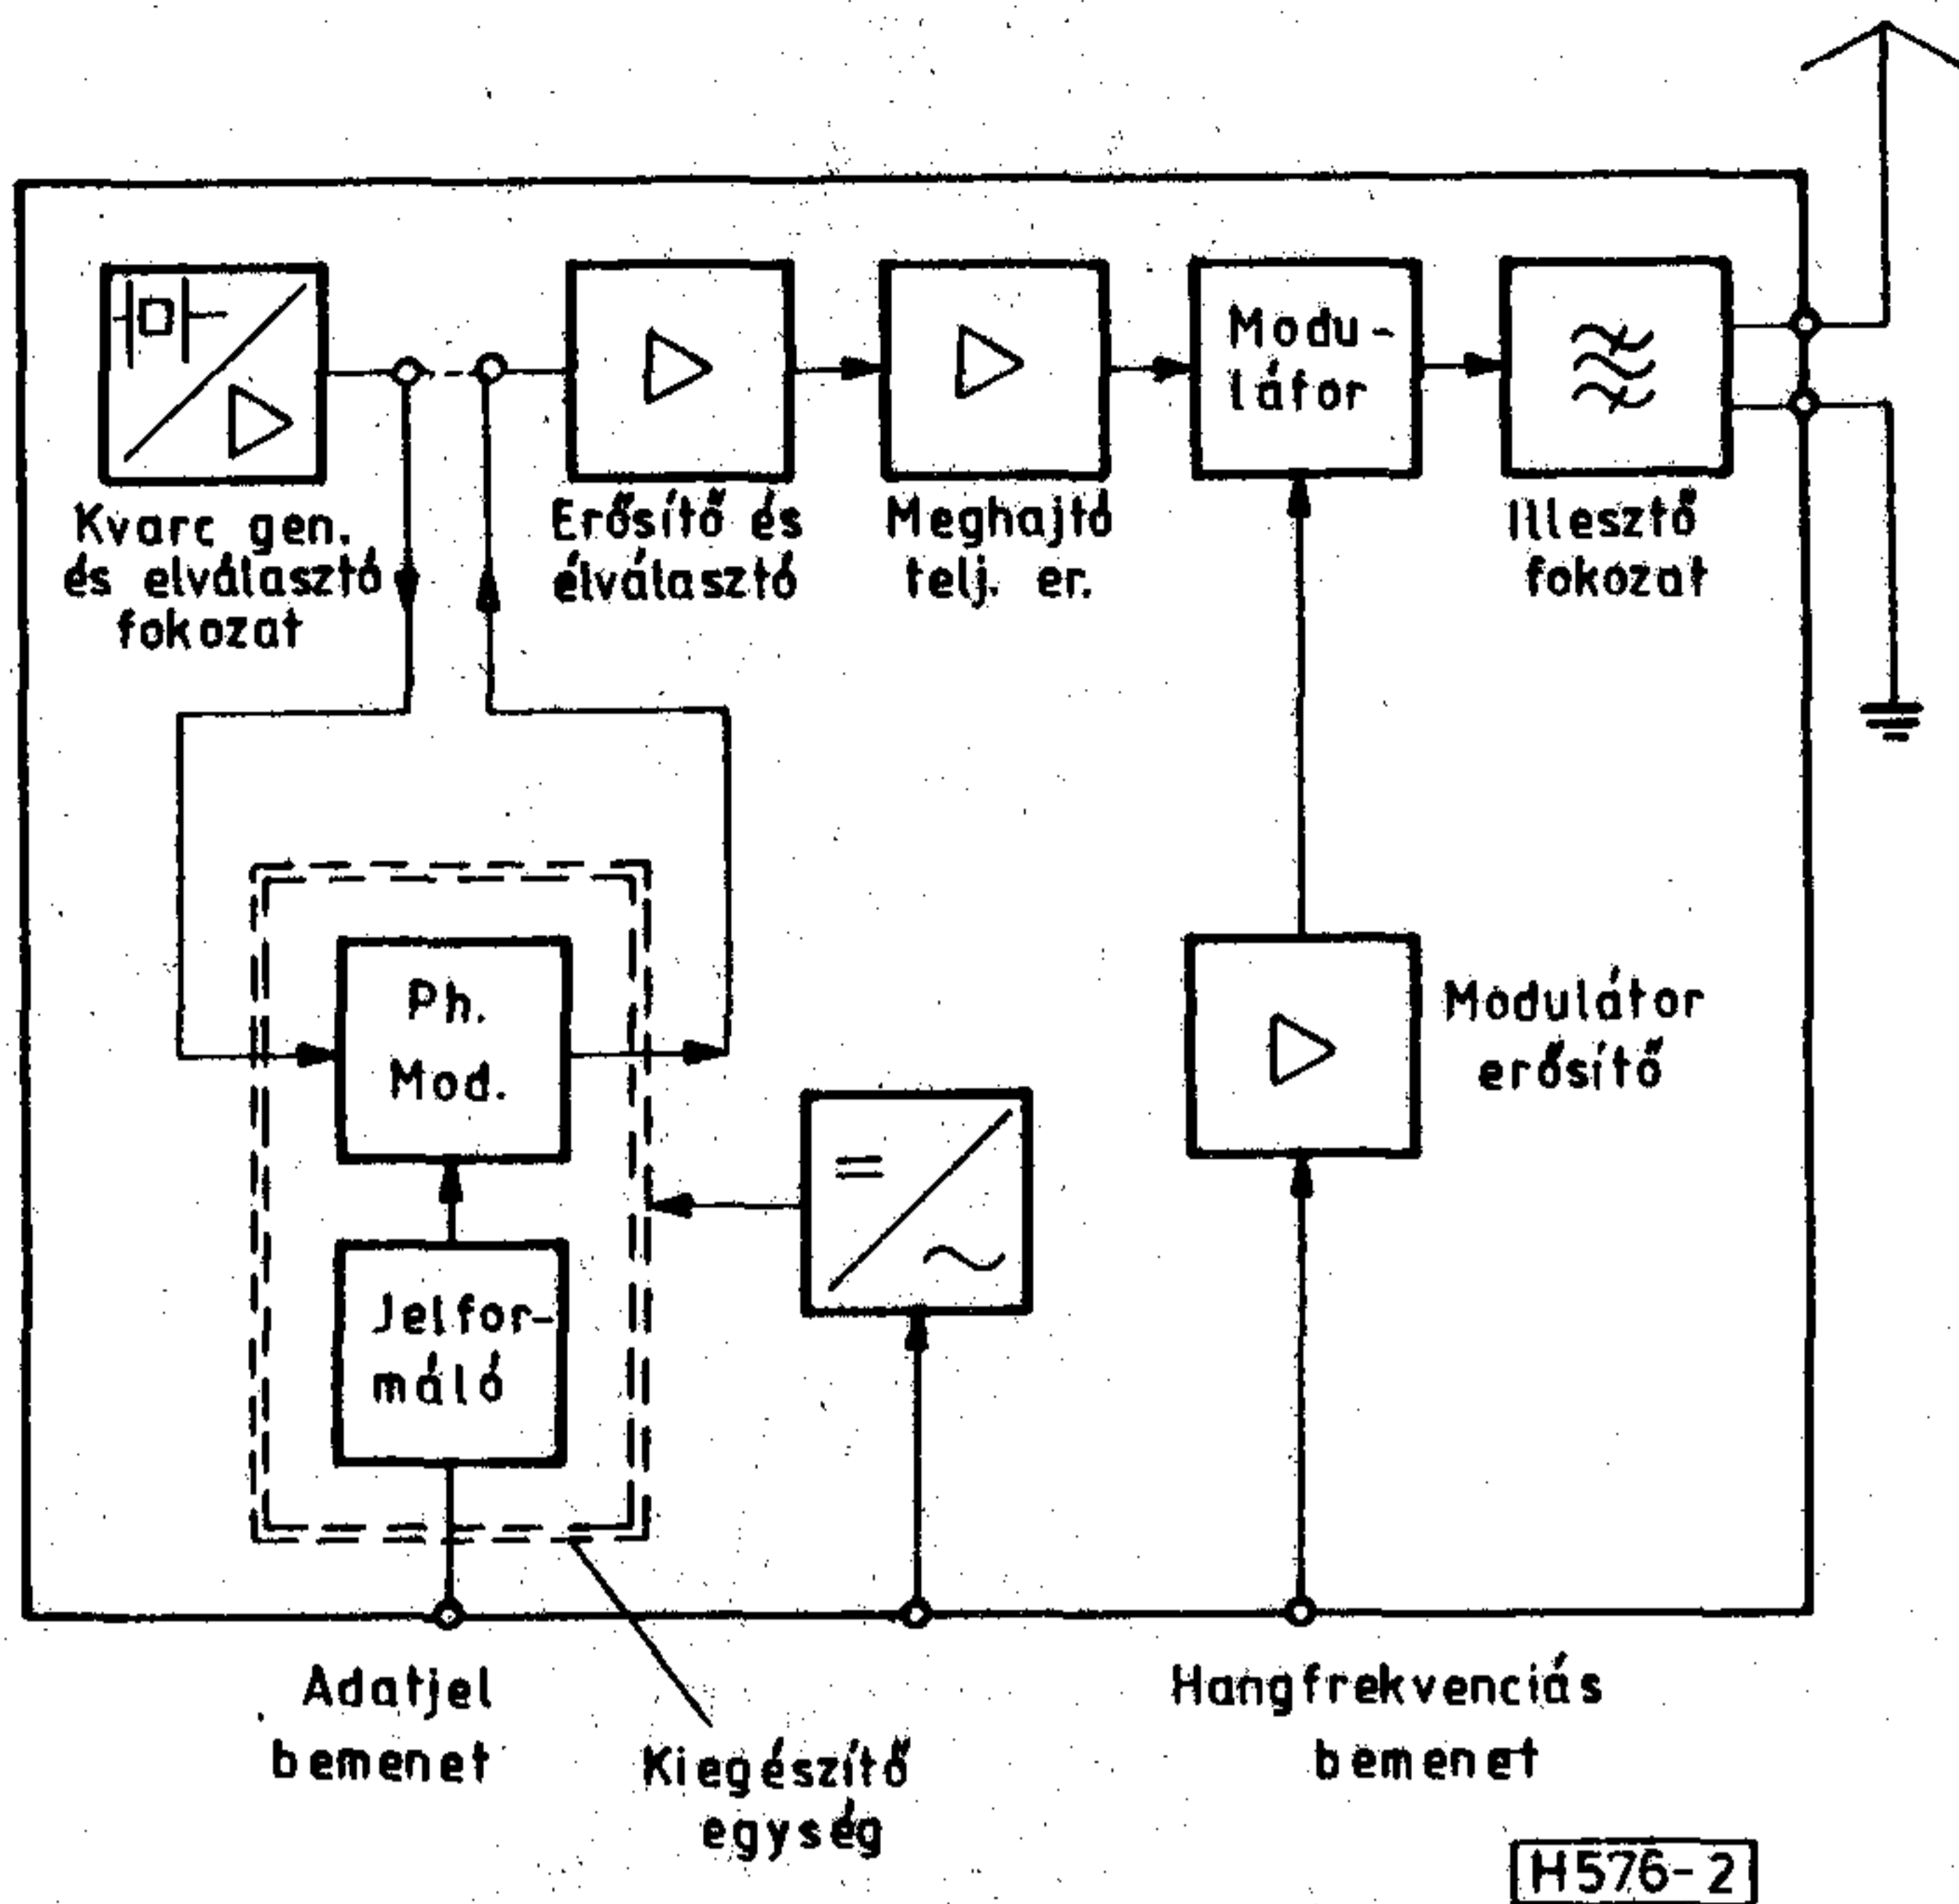 Modu-
látor
Kvarc gen.
és elválasztó
fokozat
Erősítő és
élválasztó
Meghajtó
telj. er.
Illesztő
fokozat
Ph.
Mod.
Modulátor
erősítő
Jelfor-
máló
Adatjel
bemenet
Kiegészítő
egység
Hangfrekvenciás
bemenet
H576-2